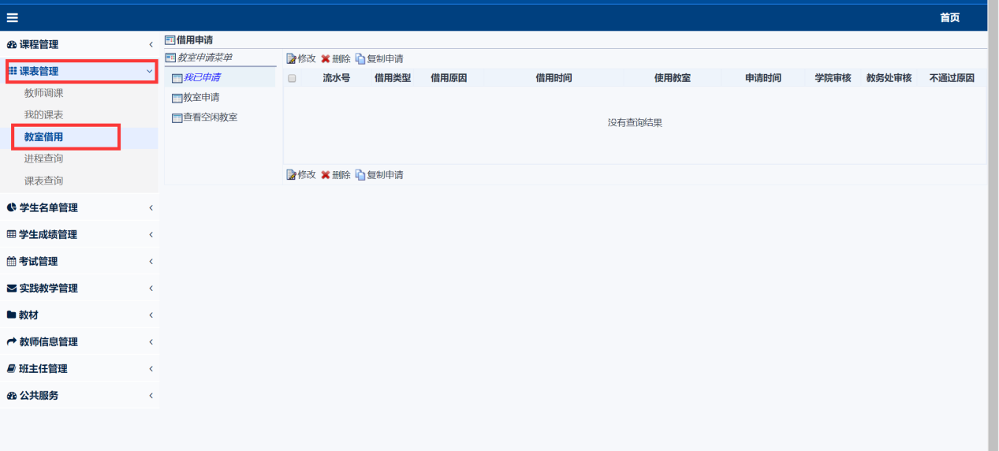 首页
课程管理
课表管理
教师调课
我的课表
教室借用
进程查询
课表查询
学生名单管理
学生成绩管理
考试管理
实践教学管理
教材
教师信息管理
班主任管理
公共服务
借用申请
教室申请菜单
我已申请
教室申请
查看空闲教室
修改 删除 复制申请
流水号 借用类型 借用原因 借用时间 使用教室 申请时间 学院审核 教务处审核 不通过原因
没有查询结果
修改 删除 复制申请